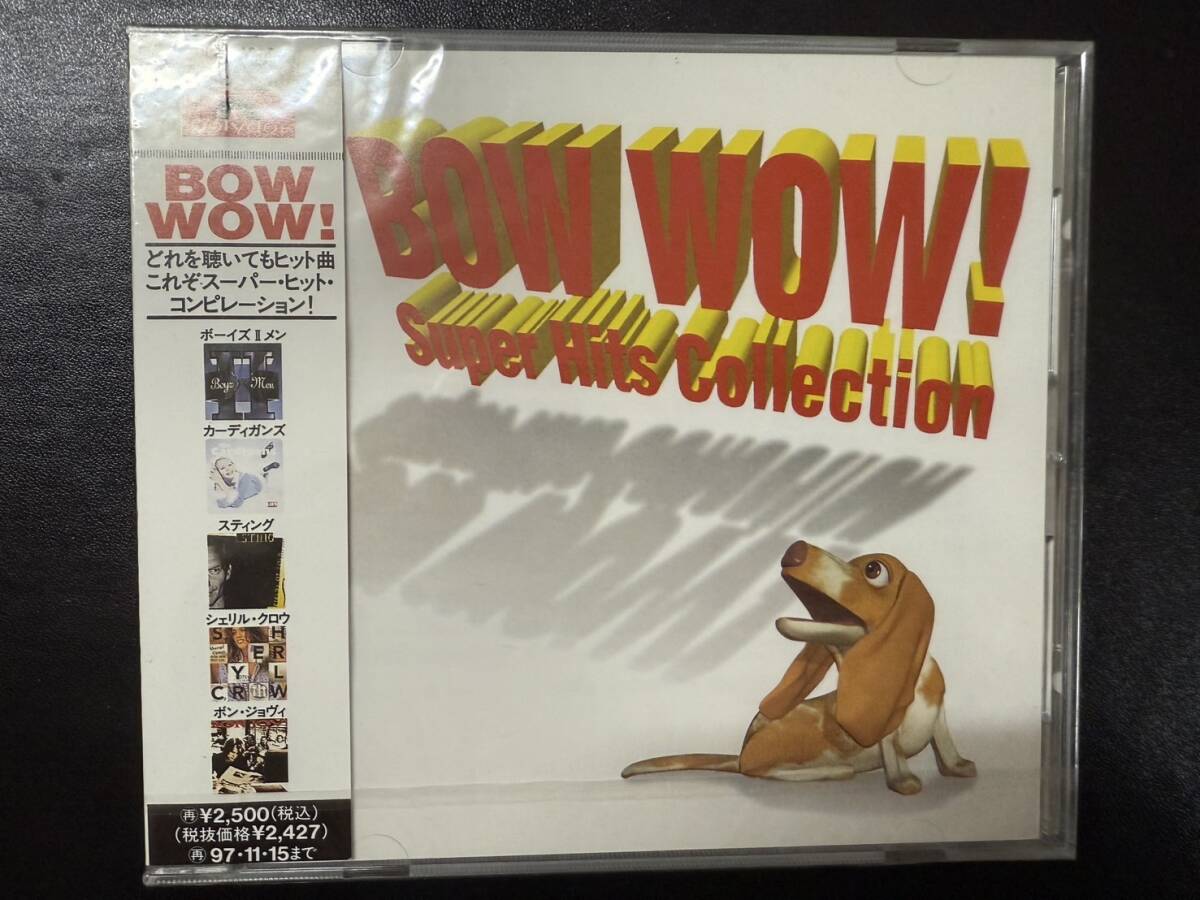 BOW
WOW!
どれを聴いてもヒット曲
これぞスーパー・ヒット・
コンピレーション!
ボーイズⅡメン
Boyz Men
カーディガンズ
スティング
STING
シェリル・クロウ
SHERYL CROW
ボン・ジョヴィ
再 ¥2,500(税込)
(税抜価格¥2,427)
再 97・11・15まで
BOW WOW!
Super Hits Collection